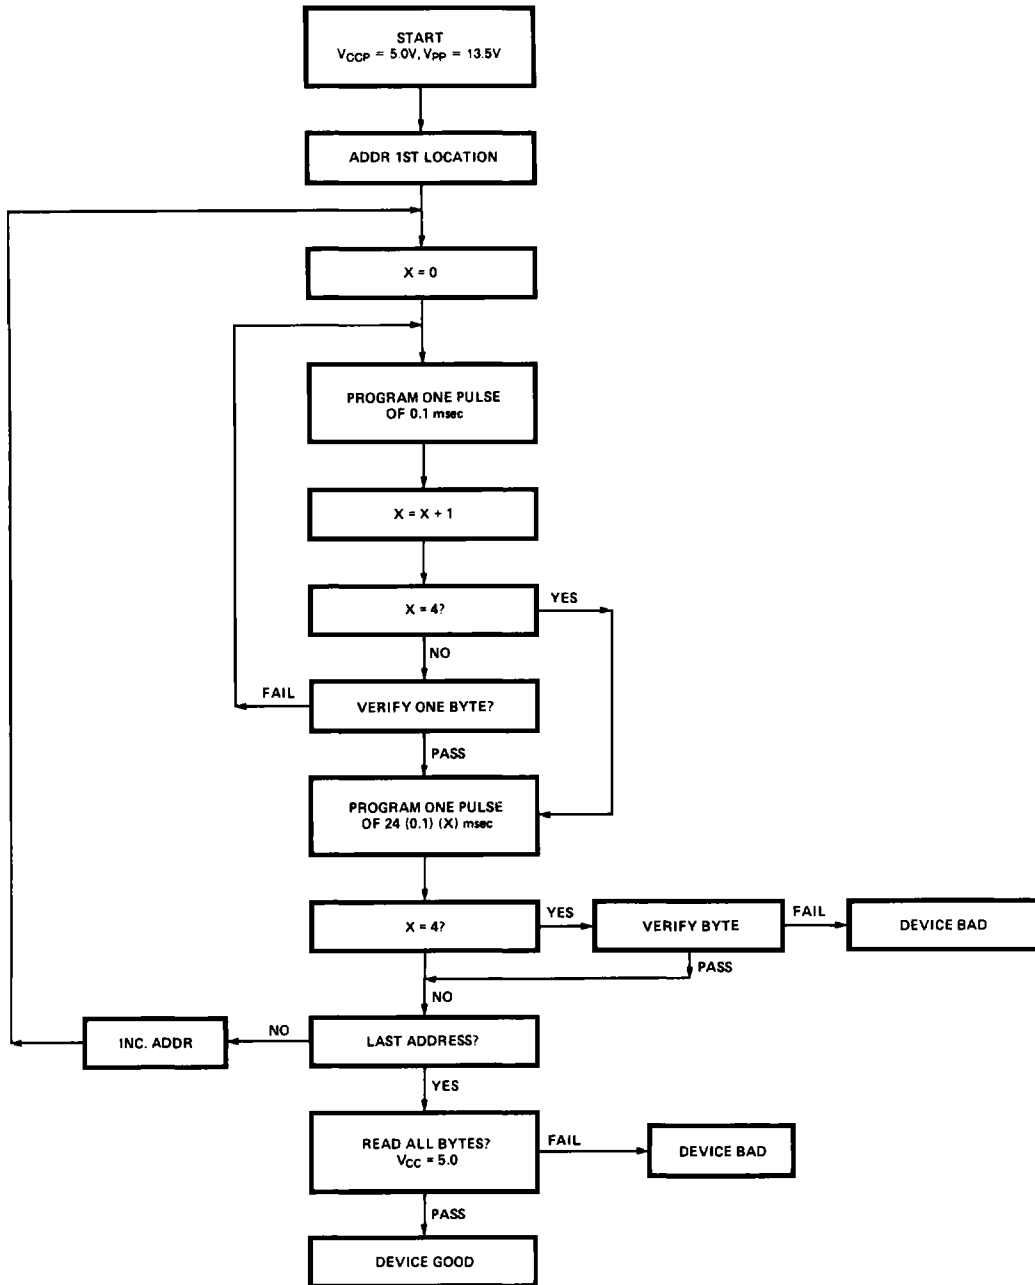 START
VCCP = 5.0V, VPP = 13.5V
ADDR 1ST LOCATION
X = 0
PROGRAM ONE PULSE
OF 0.1 msec
X = X + 1
X = 4?
YES
NO
VERIFY ONE BYTE?
FAIL
PASS
PROGRAM ONE PULSE
OF 24 (0.1) (X) msec
X = 4?
YES
VERIFY BYTE
FAIL
DEVICE BAD
PASS
NO
LAST ADDRESS?
NO
INC. ADDR
YES
READ ALL BYTES?
VCC = 5.0
FAIL
DEVICE BAD
PASS
DEVICE GOOD